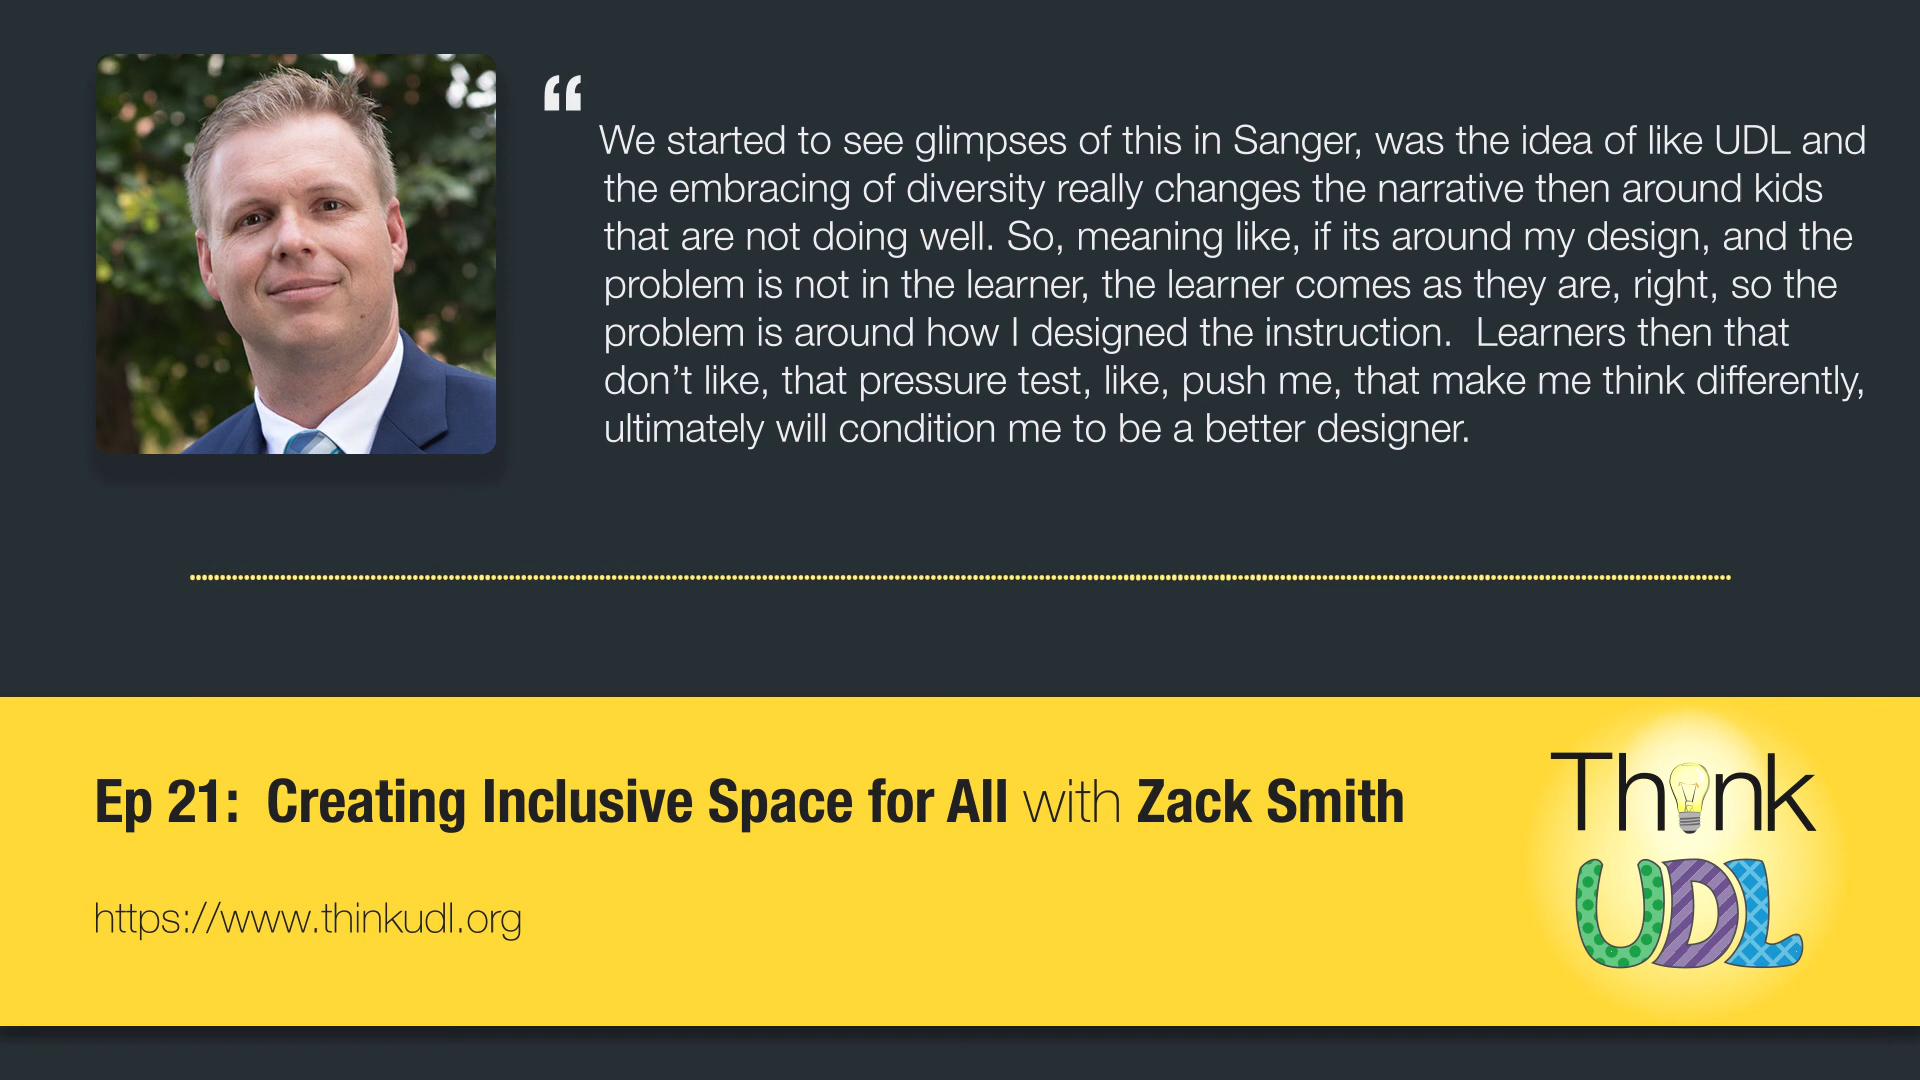 “
We started to see glimpses of this in Sanger, was the idea of like UDL and
the embracing of diversity really changes the narrative then around kids
that are not doing well. So, meaning like, if its around my design, and the
problem is not in the learner, the learner comes as they are, right, so the
problem is around how I designed the instruction.  Learners then that
don’t like, that pressure test, like, push me, that make me think differently,
ultimately will condition me to be a better designer.
Ep 21:  Creating Inclusive Space for All with Zack Smith
https://www.thinkudl.org
Think
UDL